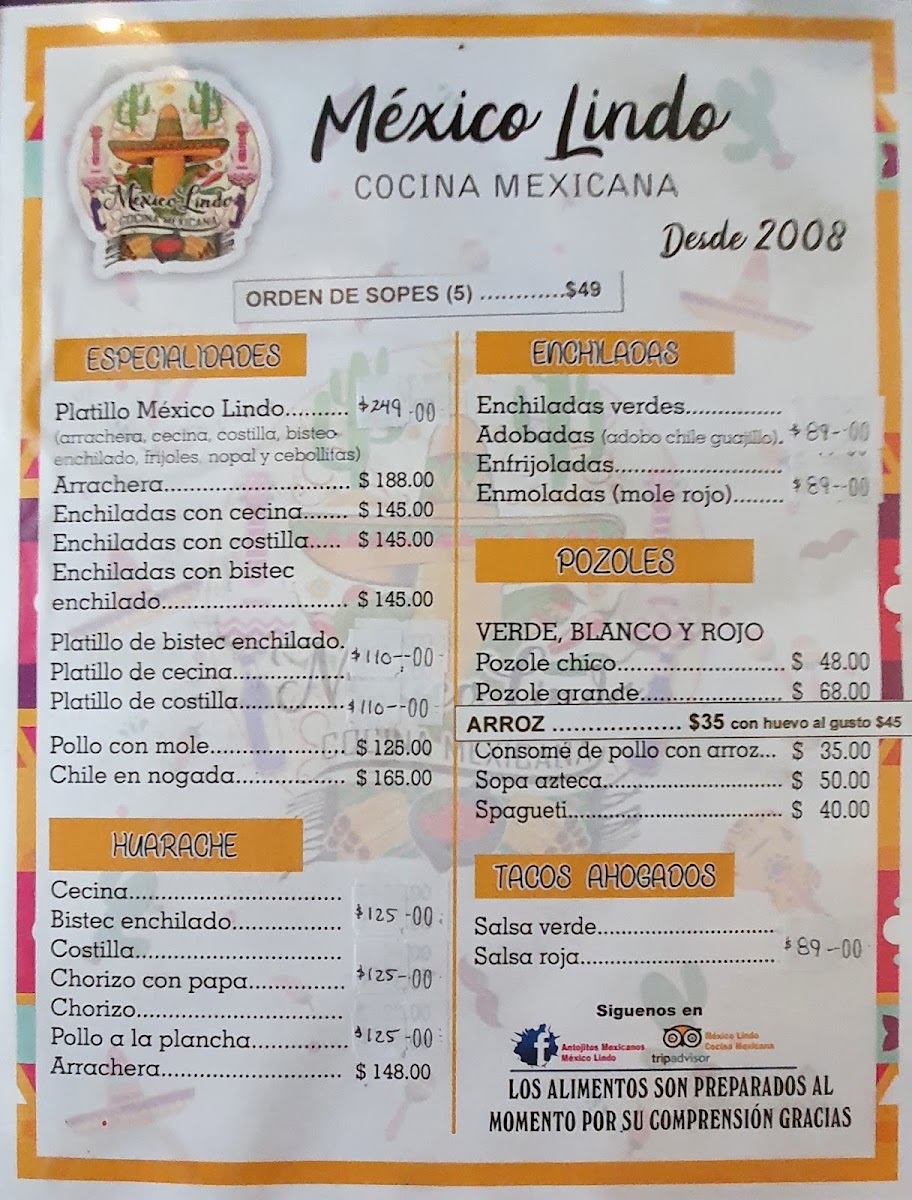 México Lindo
COCINA MEXICANA
México Lindo
COCINA MEXICANA
Desde 2008
ORDEN DE SOPES (5) ............$49
ESPECIALIDADES
Platillo México Lindo.......... $249.00
(arrachera, cecina, costilla, bistec
enchilado, frijoles, nopal y cebollitas)
Arrachera............................ $ 188.00
Enchiladas con cecina....... $ 145.00
Enchiladas con costilla..... $ 145.00
Enchiladas con bistec
enchilado............................ $ 145.00
Platillo de bistec enchilado.
$110--00
Platillo de cecina.................
Platillo de costilla................ $110--00
Pollo con mole.................... $ 125.00
Chile en nogada................. $ 165.00
HUARACHE
Cecina................................
Bistec enchilado................. $125-00
Costilla...............................
Chorizo con papa............... $125-00
Chorizo...............................
Pollo a la plancha............... $125-00
Arrachera........................... $ 148.00
ENCHILADAS
Enchiladas verdes...............
Adobadas (adobo chile guajillo). $89--00
Enfrijoladas.........................
Enmoladas (mole rojo)........ $89--00
POZOLES
VERDE, BLANCO Y ROJO
Pozole chico......................... $ 48.00
Pozole grande...................... $ 68.00
ARROZ .................. $35 con huevo al gusto $45
Consome de pollo con arroz... $ 35.00
Sopa azteca........................... $ 50.00
Spagueti................................ $ 40.00
TACOS AHOGADOS
Salsa verde...........................
Salsa roja............................. $89-00
Siguenos en
f Antojitos Mexicanos
México Lindo
tripadvisor
México Lindo
Cocina Mexicana
LOS ALIMENTOS SON PREPARADOS AL
MOMENTO POR SU COMPRENSIÓN GRACIAS